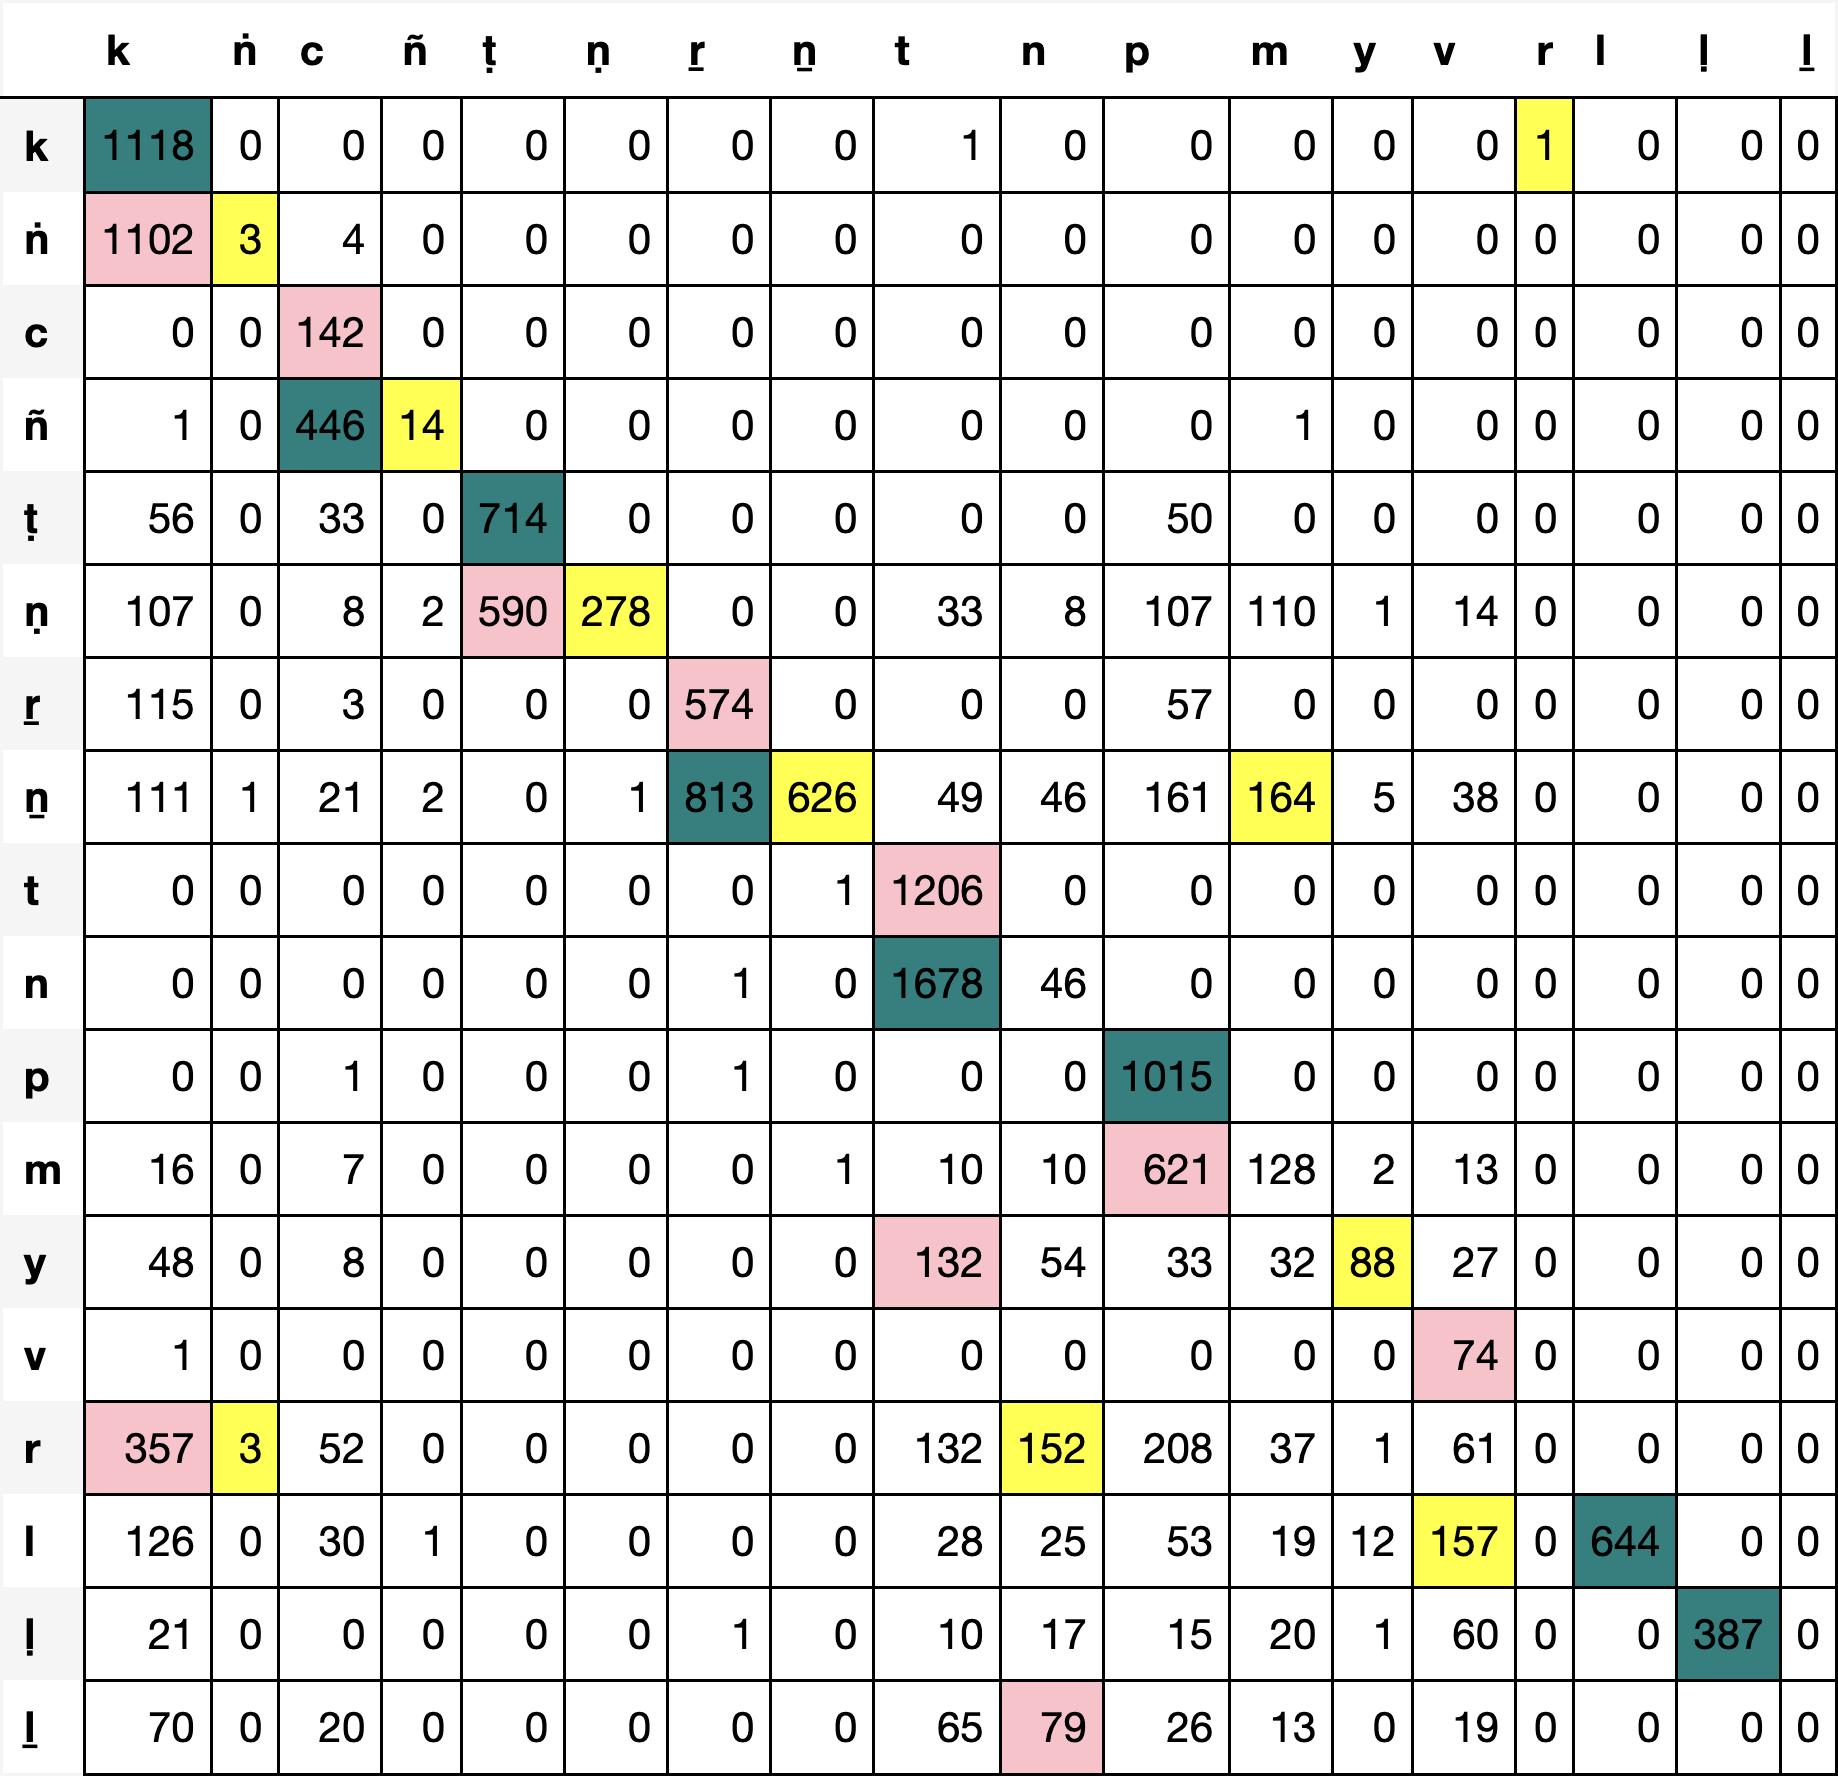 k ṅ c ñ ṭ ṇ ṟ ṉ t n p m y v r l ḷ ḻ
k 1118 0 0 0 0 0 0 0 1 0 0 0 0 0 1 0 0 0
ṅ 1102 3 4 0 0 0 0 0 0 0 0 0 0 0 0 0 0 0
c 0 0 142 0 0 0 0 0 0 0 0 0 0 0 0 0 0 0
ñ 1 0 446 14 0 0 0 0 0 0 0 1 0 0 0 0 0 0
ṭ 56 0 33 0 714 0 0 0 0 0 50 0 0 0 0 0 0 0
ṇ 107 0 8 2 590 278 0 0 33 8 107 110 1 14 0 0 0 0
ṟ 115 0 3 0 0 0 574 0 0 0 57 0 0 0 0 0 0 0
ṉ 111 1 21 2 0 1 813 626 49 46 161 164 5 38 0 0 0 0
t 0 0 0 0 0 0 0 1 1206 0 0 0 0 0 0 0 0 0
n 0 0 0 0 0 0 1 0 1678 46 0 0 0 0 0 0 0 0
p 0 0 1 0 0 0 1 0 0 0 1015 0 0 0 0 0 0 0
m 16 0 7 0 0 0 0 1 10 10 621 128 2 13 0 0 0 0
y 48 0 8 0 0 0 0 0 132 54 33 32 88 27 0 0 0 0
v 1 0 0 0 0 0 0 0 0 0 0 0 0 74 0 0 0 0
r 357 3 52 0 0 0 0 0 132 152 208 37 1 61 0 0 0 0
l 126 0 30 1 0 0 0 0 28 25 53 19 12 157 0 644 0 0
ḷ 21 0 0 0 0 0 1 0 10 17 15 20 1 60 0 0 387 0
ḻ 70 0 20 0 0 0 0 0 65 79 26 13 0 19 0 0 0 0